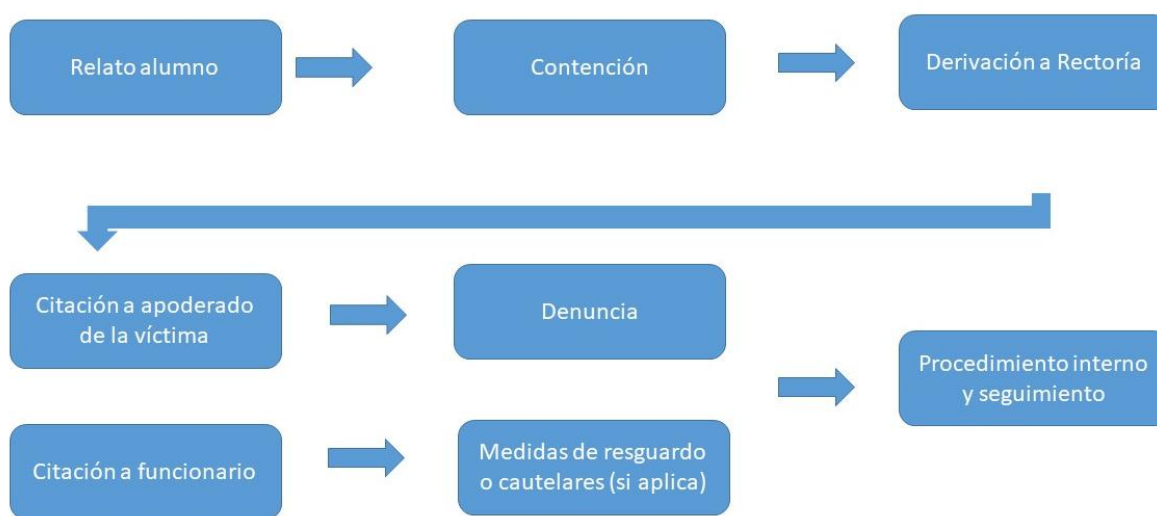 Relato alumno
Contención
Derivación a Rectoría
Citación a apoderado
de la víctima
Denuncia
Procedimiento interno
y seguimiento
Citación a funcionario
Medidas de resguardo
o cautelares (si aplica)